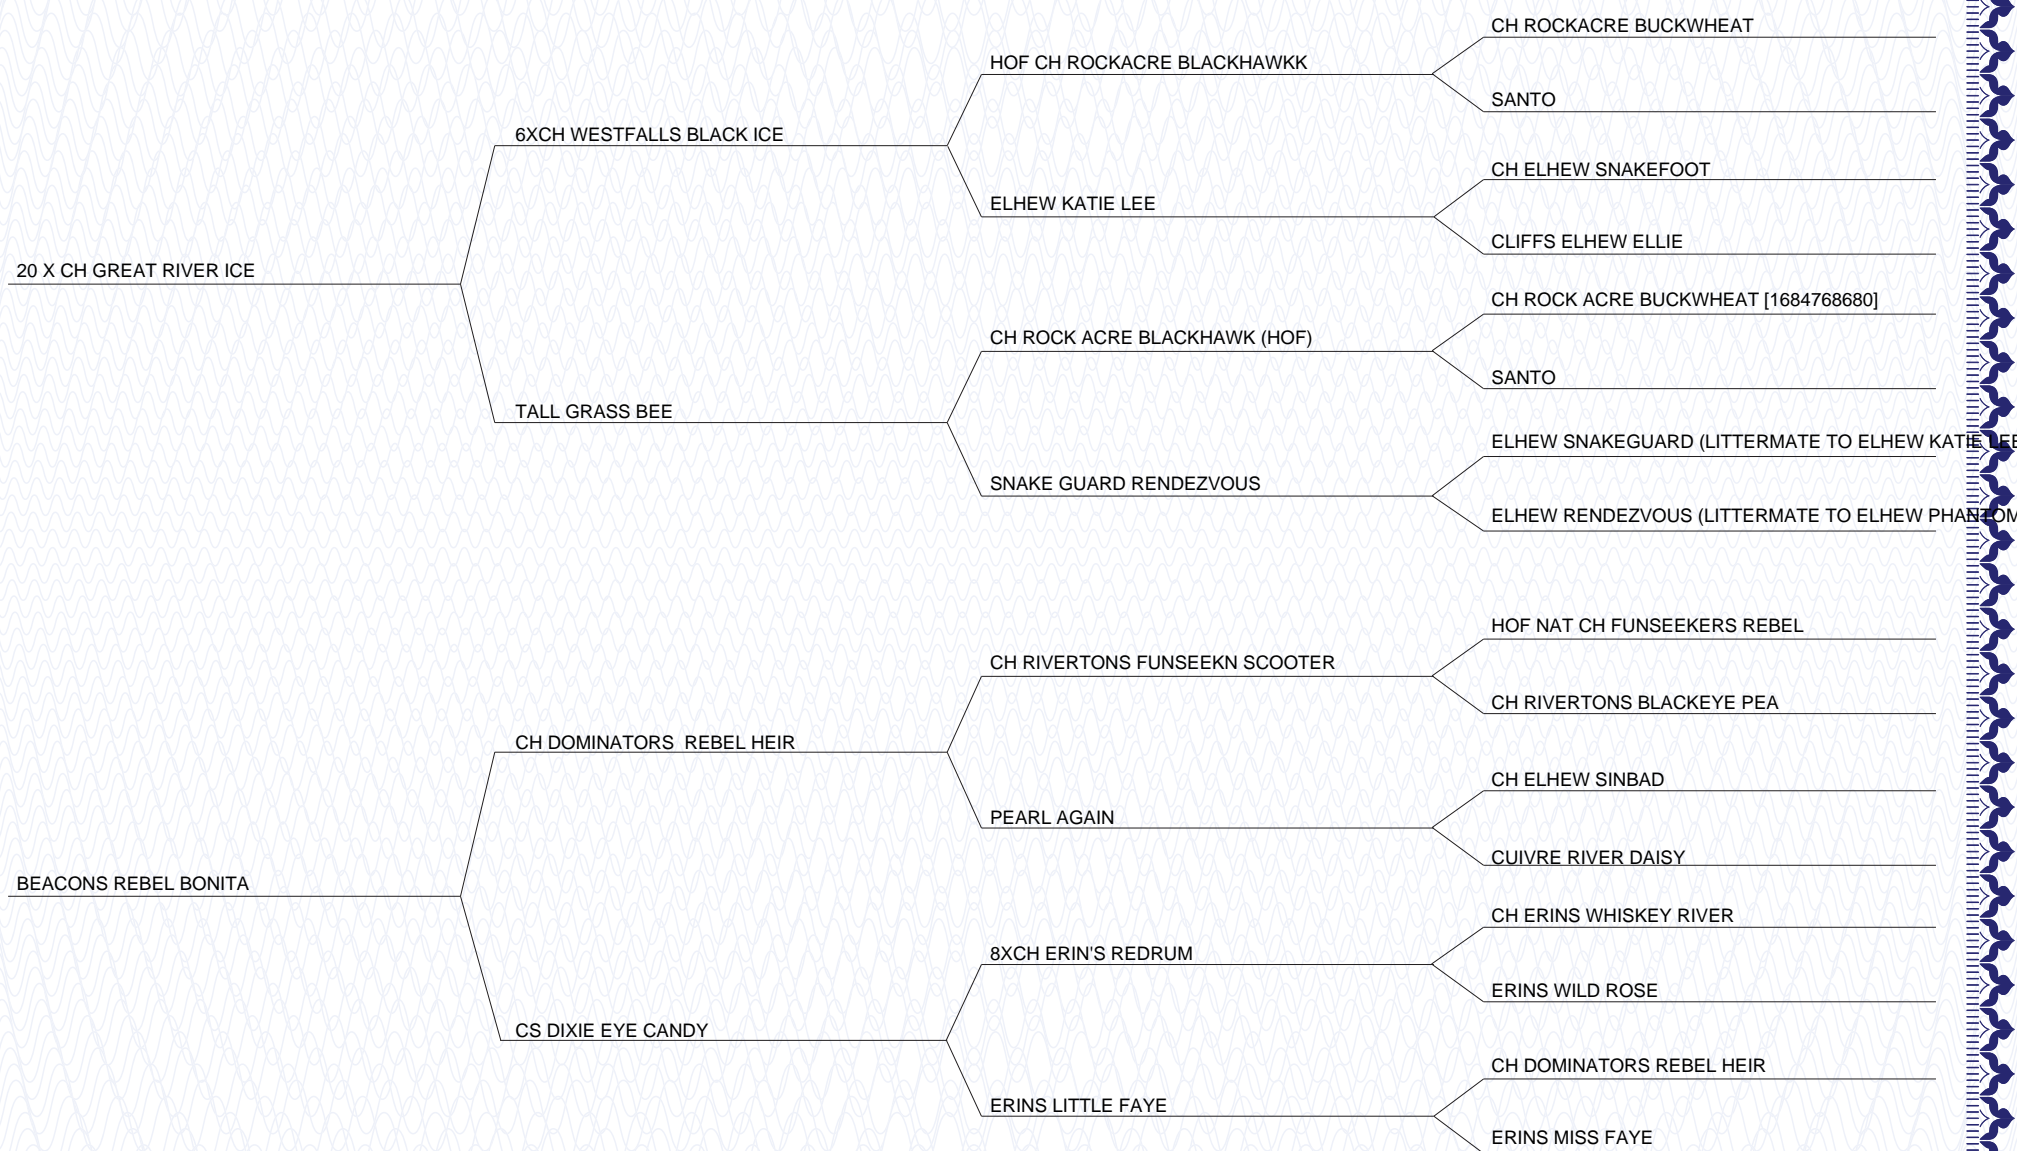 CH ROCKACRE BUCKWHEAT
HOF CH ROCKACRE BLACKHAWKK
SANTO
6XCH WESTFALLS BLACK ICE
CH ELHEW SNAKEFOOT
ELHEW KATIE LEE
CLIFFS ELHEW ELLIE
20 X CH GREAT RIVER ICE
CH ROCK ACRE BUCKWHEAT [1684768680]
CH ROCK ACRE BLACKHAWK (HOF)
SANTO
TALL GRASS BEE
ELHEW SNAKEGUARD (LITTERMATE TO ELHEW KATIE LEE
SNAKE GUARD RENDEZVOUS
ELHEW RENDEZVOUS (LITTERMATE TO ELHEW PHANTOM
HOF NAT CH FUNSEEKERS REBEL
CH RIVERTONS FUNSEEKN SCOOTER
CH RIVERTONS BLACKEYE PEA
CH DOMINATORS  REBEL HEIR
CH ELHEW SINBAD
PEARL AGAIN
CUIVRE RIVER DAISY
BEACONS REBEL BONITA
CH ERINS WHISKEY RIVER
8XCH ERIN'S REDRUM
ERINS WILD ROSE
CS DIXIE EYE CANDY
CH DOMINATORS REBEL HEIR
ERINS LITTLE FAYE
ERINS MISS FAYE